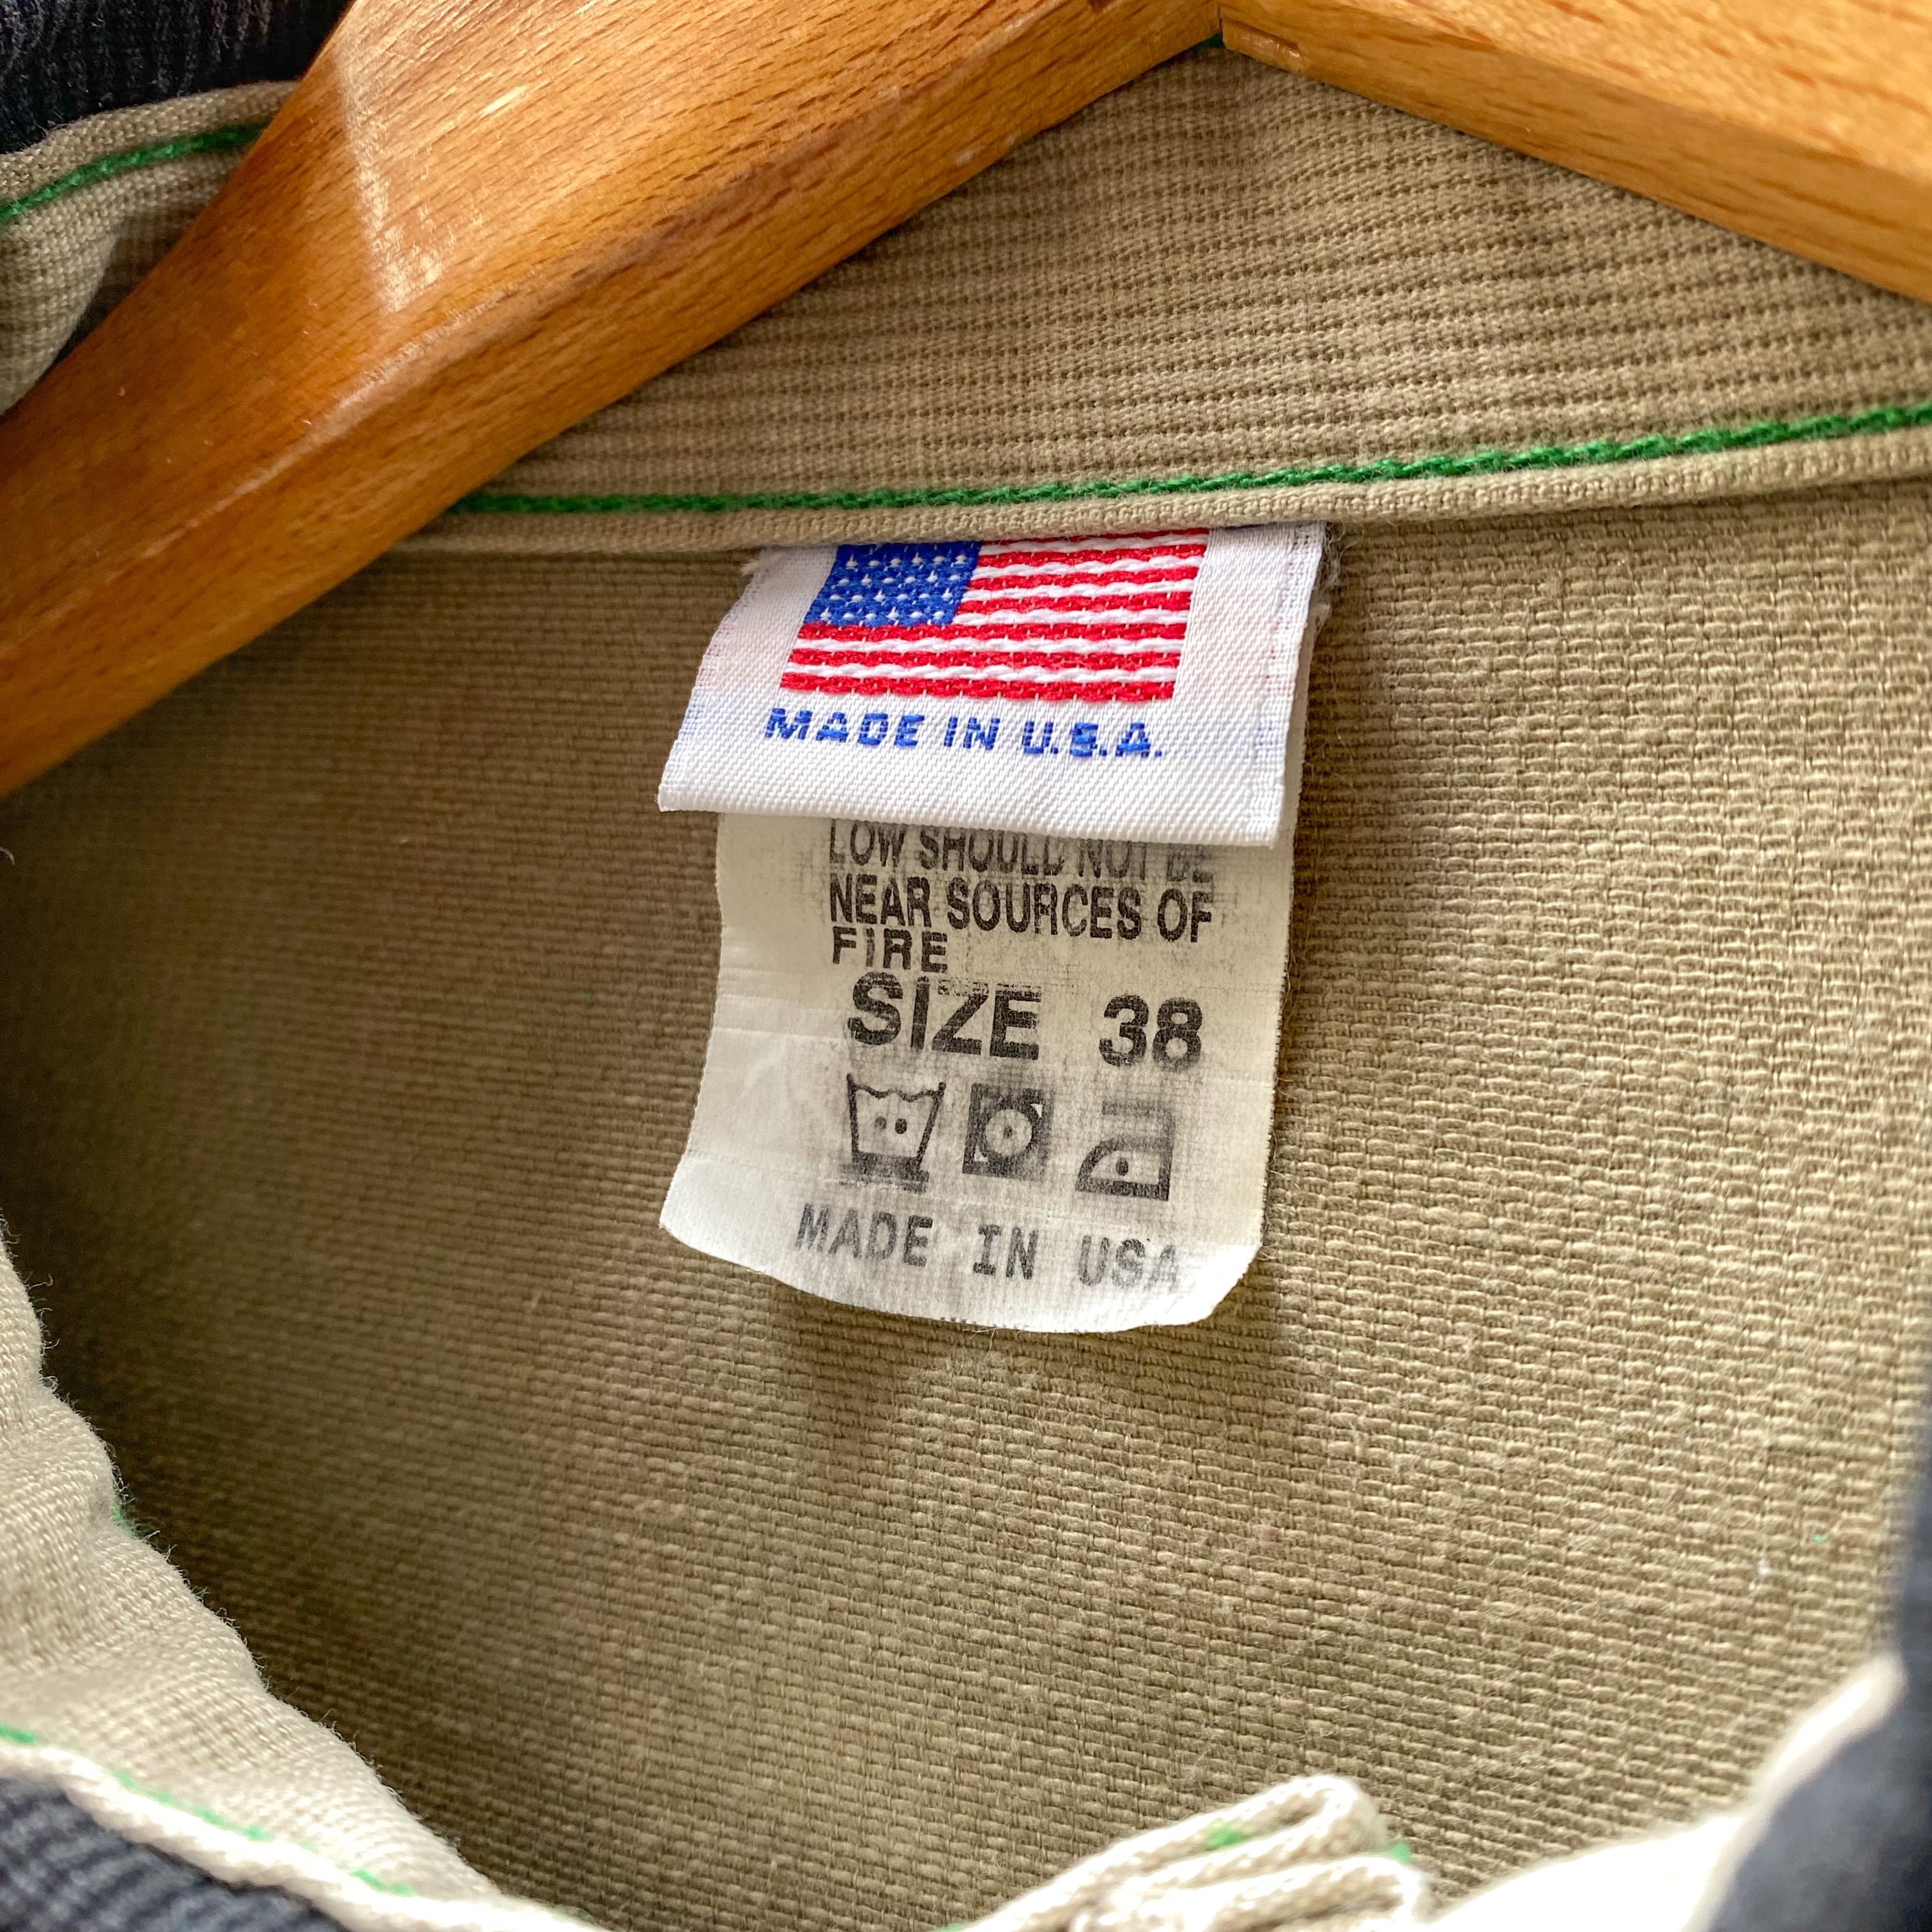 MADE IN U.S.A.
LOW SHOULD NOT BE
NEAR SOURCES OF
FIRE
SIZE 38
MADE IN USA